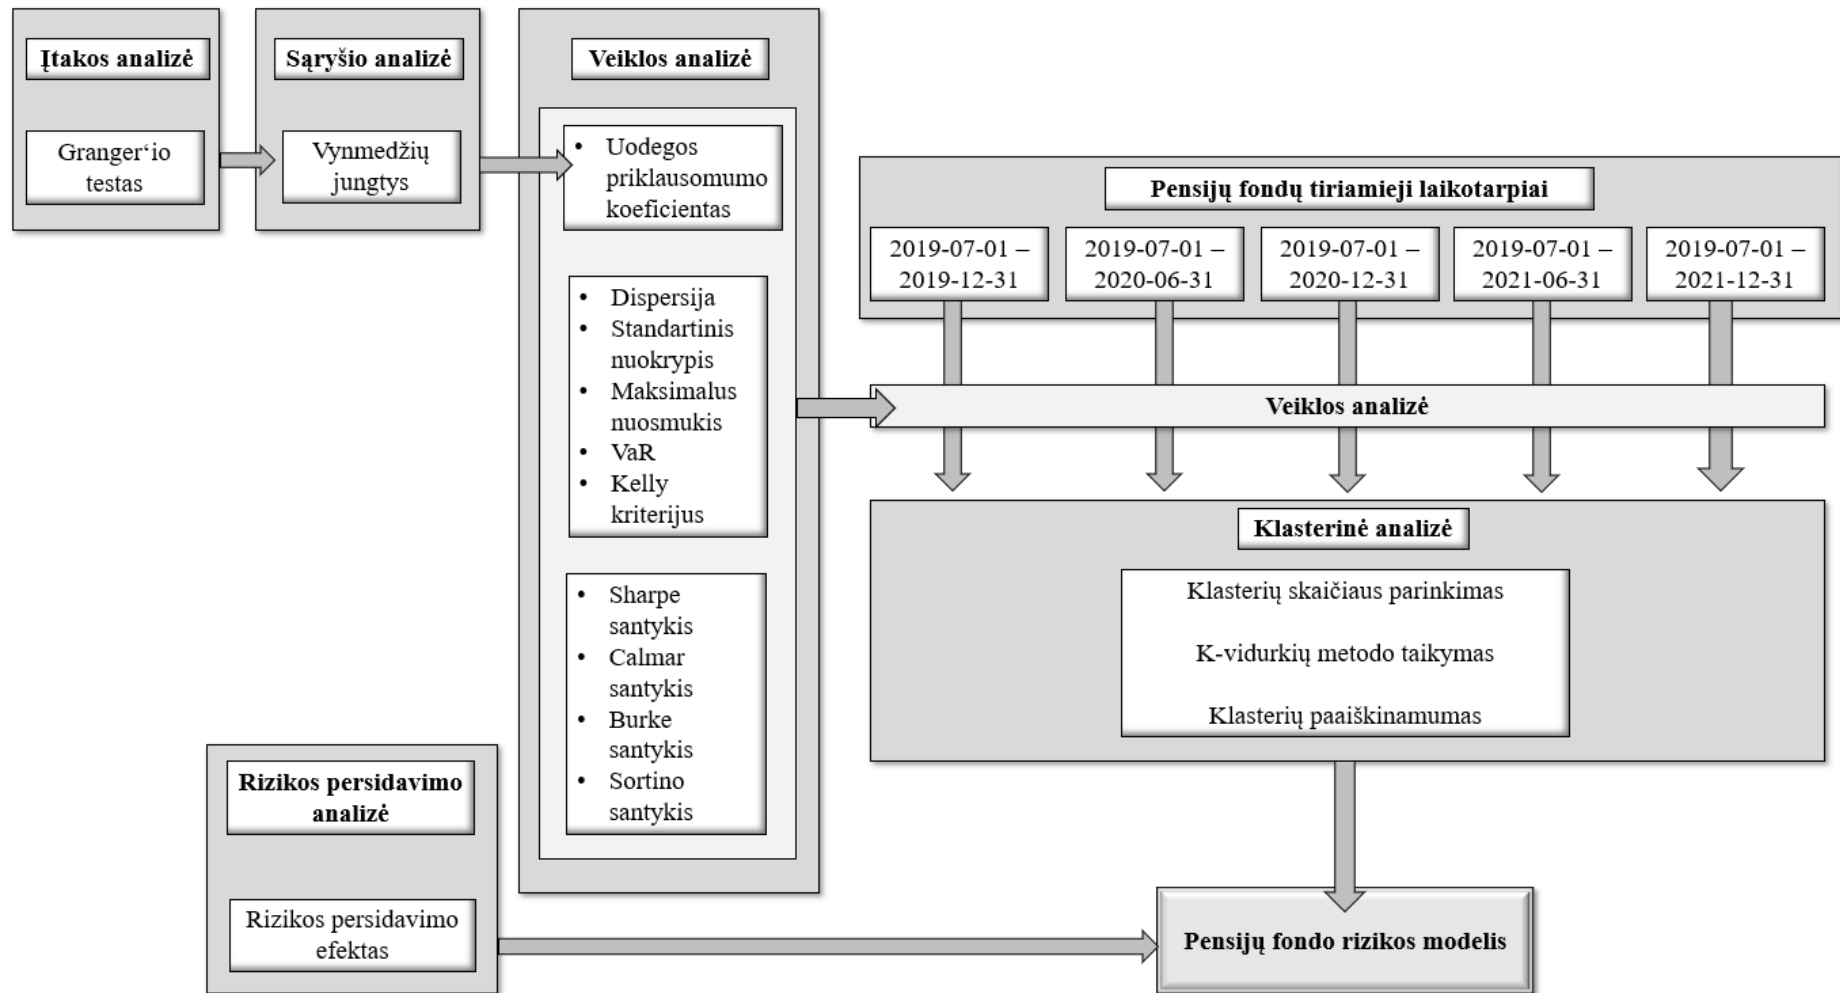 Įtakos analizė
Granger‘io
testas
Sąryšio analizė
Vynmedžių
jungtys
Veiklos analizė
• Uodegos
priklausomumo
koeficientas
• Dispersija
• Standartinis
nuokrypis
• Maksimalus
nuosmukis
• VaR
• Kelly
kriterijus
• Sharpe
santykis
• Calmar
santykis
• Burke
santykis
• Sortino
santykis
Pensijų fondų tiriamieji laikotarpiai
2019-07-01 –
2019-12-31
2019-07-01 –
2020-06-31
2019-07-01 –
2020-12-31
2019-07-01 –
2021-06-31
2019-07-01 –
2021-12-31
Veiklos analizė
Klasterinė analizė
Klasterių skaičiaus parinkimas
K-vidurkių metodo taikymas
Klasterių paaiškinamumas
Rizikos persidavimo
analizė
Rizikos persidavimo
efektas
Pensijų fondo rizikos modelis